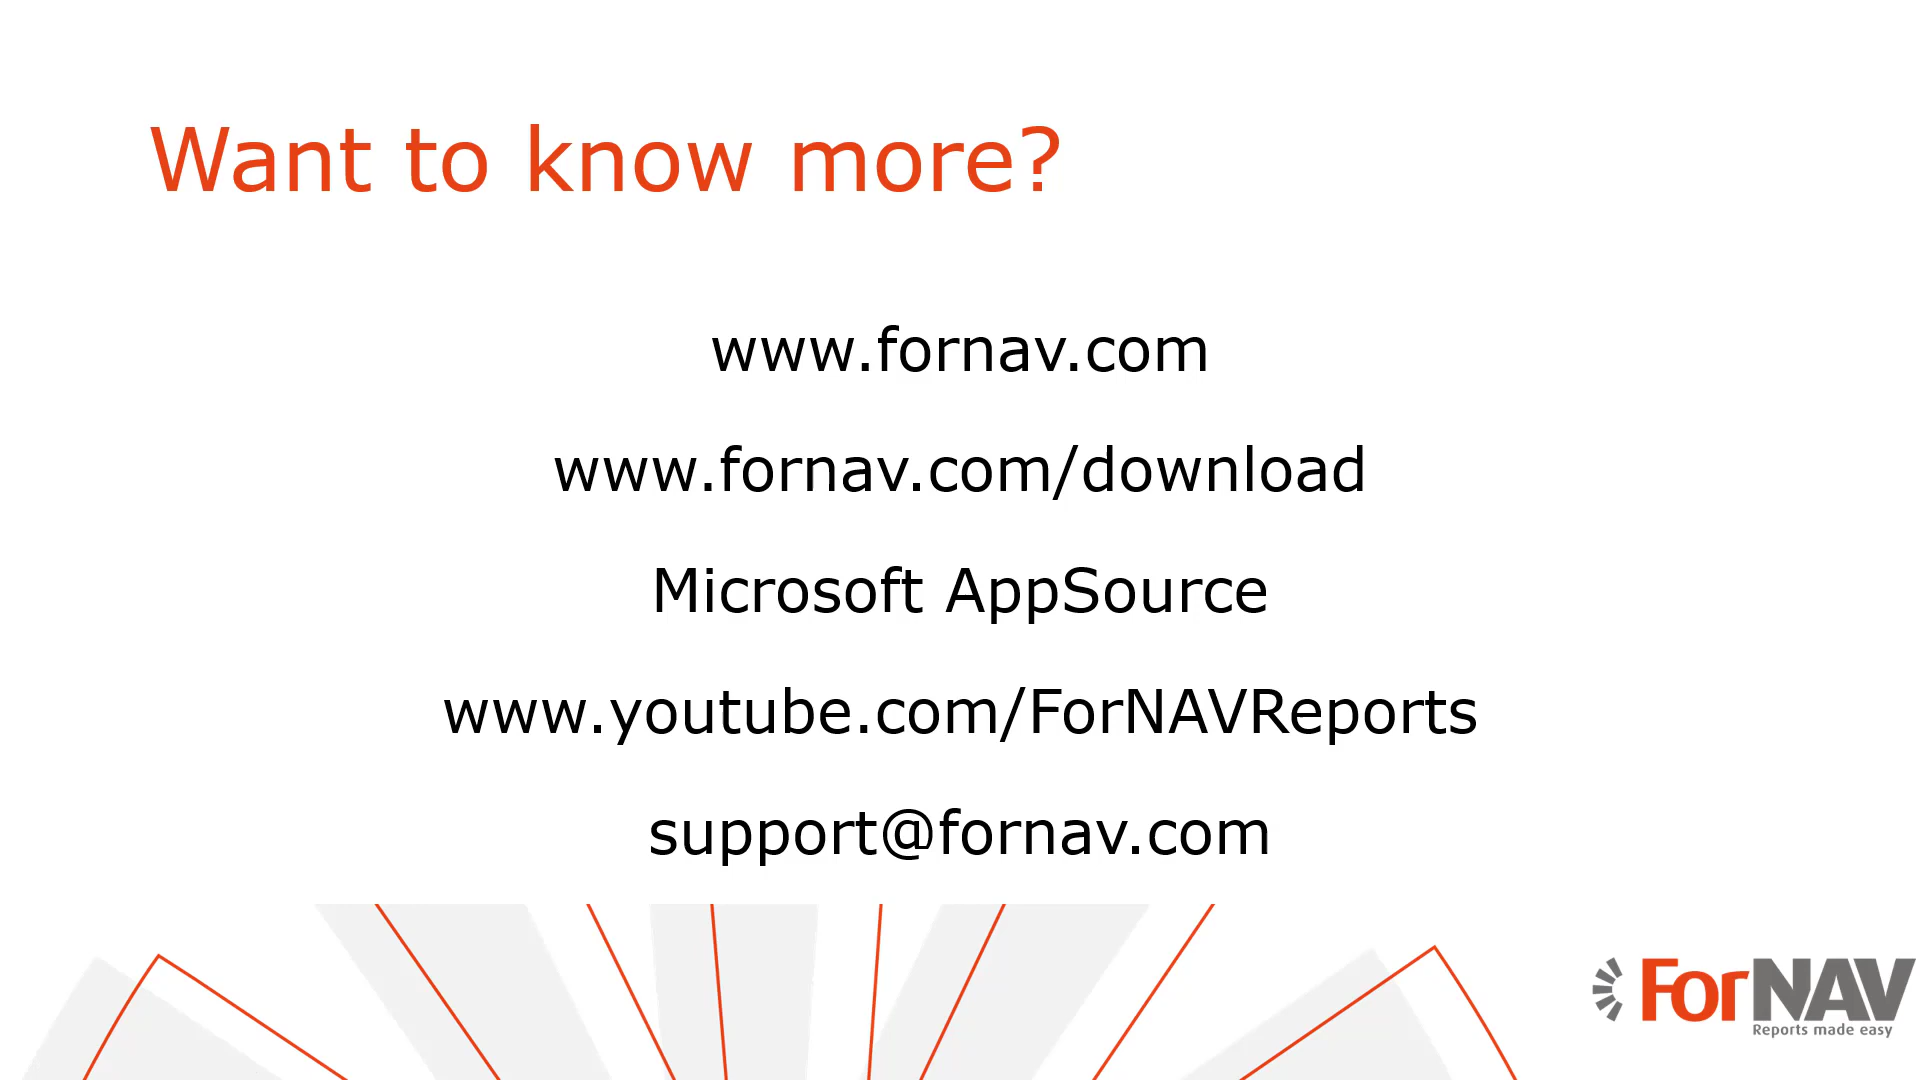 Want to know more?
www.fornav.com
www.fornav.com/download
Microsoft AppSource
www.youtube.com/ForNAVReports
support@fornav.com
ForNAV
Reports made easy